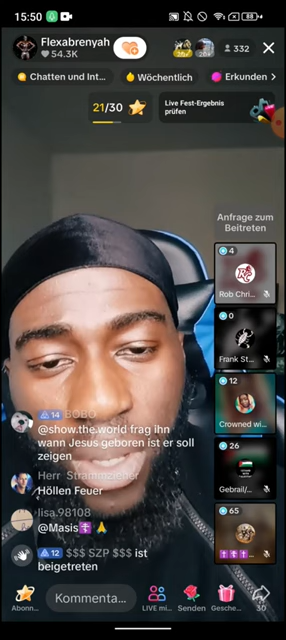 15:50
88
Flexabrenyah
54.3K
332
Chatten und Int...
Wöchentlich
Erkunden >
21/30
Live Fest-Ergebnis
prüfen
Anfrage zum
Beitreten
4
Rob Chri...
0
Frank St...
12
Crowned wi...
26
Gebrail/...
65
14 BOBO
@show.the.world frag ihn
wann Jesus geboren ist er soll
zeigen
Herr Strammzieher
Höllen Feuer
lisa.98108
@Masis☦️🙏
12 $$$ SZP $$$ ist
beigetreten
Abonn...
Kommenta...
LIVE mi...
Senden
Gesche...
30